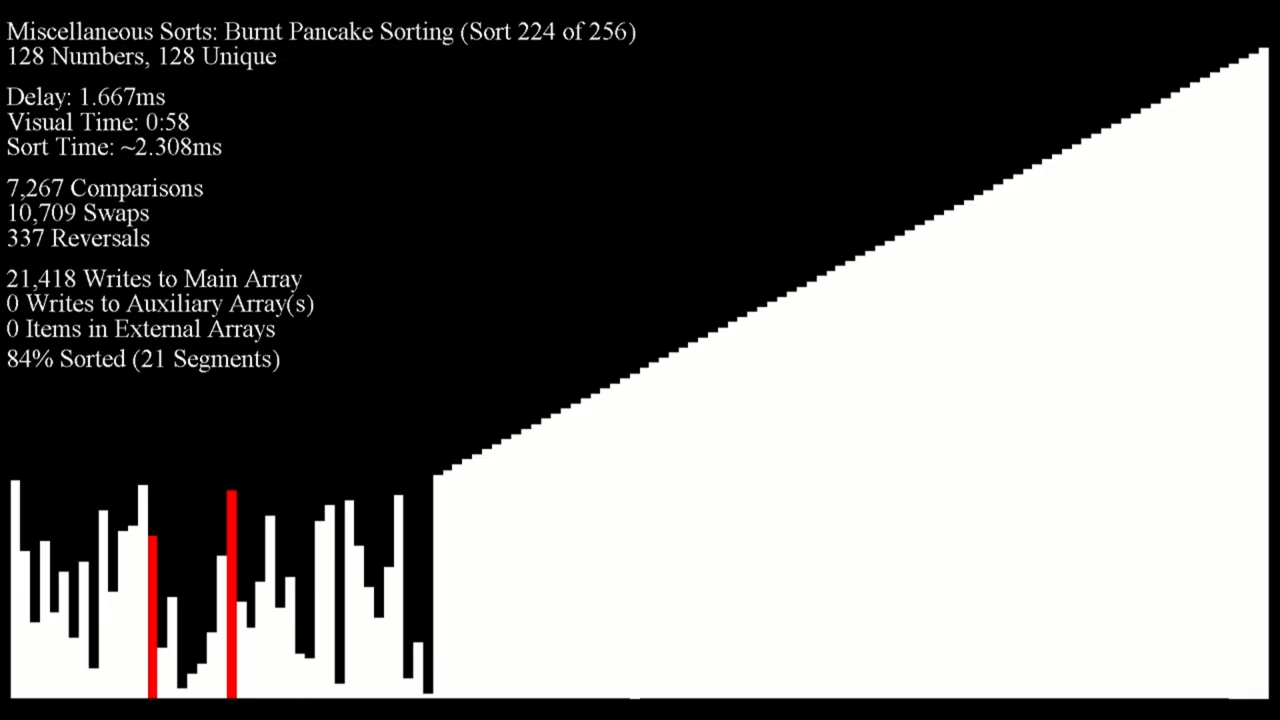 Miscellaneous Sorts: Burnt Pancake Sorting (Sort 224 of 256)
128 Numbers, 128 Unique
Delay: 1.667ms
Visual Time: 0:58
Sort Time: ~2.308ms
7,267 Comparisons
10,709 Swaps
337 Reversals
21,418 Writes to Main Array
0 Writes to Auxiliary Array(s)
0 Items in External Arrays
84% Sorted (21 Segments)